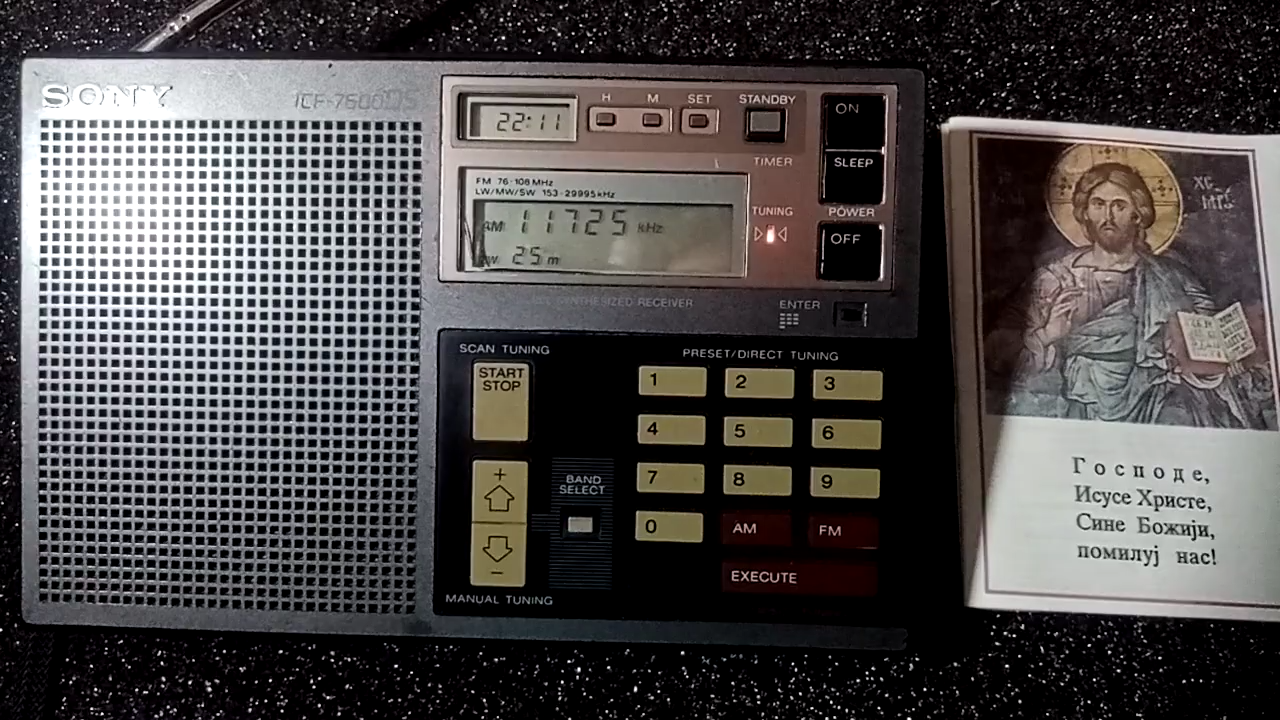 SONY
ICF-7600DS
H M SET STANDBY
22:11
ON
TIMER
SLEEP
FM 76-108 MHz
LW/MW/SW 153-29995 kHz
AM 11725 kHz
25 m
TUNING
POWER
OFF
SYNTHESIZED RECEIVER
ENTER
SCAN TUNING
PRESET/DIRECT TUNING
START
STOP
1 2 3
4 5 6
7 8 9
0 AM FM
EXECUTE
+
BAND
SELECT
−
MANUAL TUNING
Господе,
Исусе Христе,
Сине Божији,
помилуј нас!